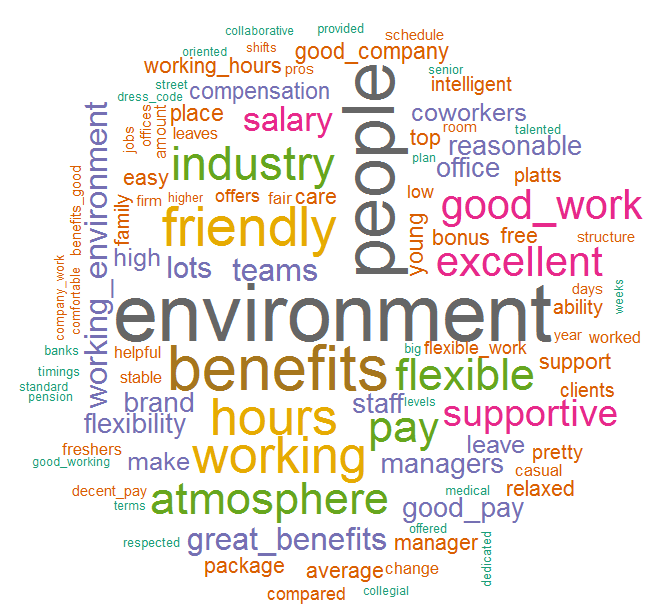 collaborative
provided
oriented
shifts
good_company
schedule
working_hours
pros
senior
street
compensation
intelligent
dress_code
people
coworkers
place
salary
top
room
talented
jobs
offices
amount
leaves
reasonable
working_environment
industry
plan
office
platts
easy
benefits_good
family
firm
higher
offers
fair
care
low
good_work
friendly
young
bonus
free
structure
high
lots
teams
excellent
company_work
comfortable
days
weeks
environment
ability
year
worked
banks
helpful
benefits
big
flexible_work
support
timings
stable
flexible
clients
standard
pension
brand
hours
staff
levels
supportive
flexibility
pay
freshers
working
leave
pretty
good_working
make
managers
casual
decent_pay
atmosphere
medical
relaxed
terms
good_pay
respected
great_benefits
offered
manager
dedicated
package
average
change
compared
collegial